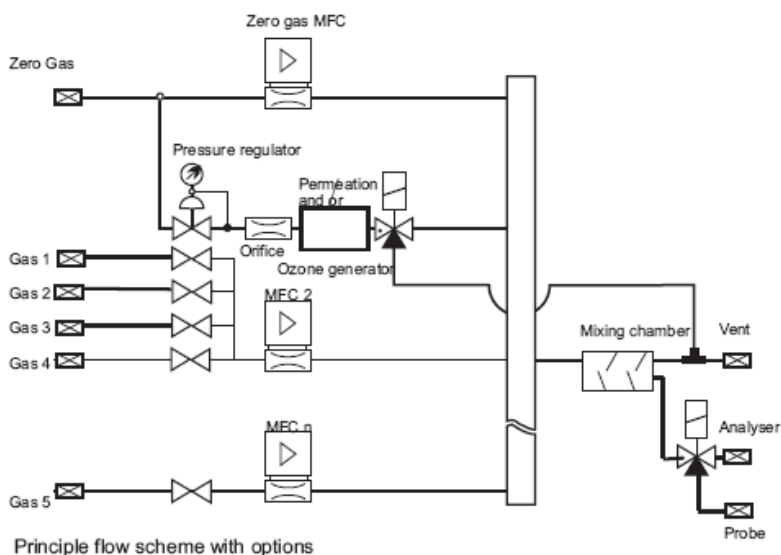 Zero gas MFC
Zero Gas
Pressure regulator
Permeation
and or
Orifice
Ozone generator
Gas 1
Gas 2
MFC 2
Gas 3
Mixing chamber
Vent
Gas 4
Analyser
MFC n
Gas 5
Probe
Principle flow scheme with options